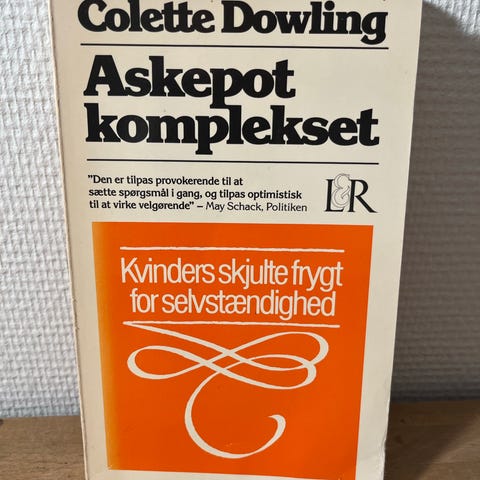 Colette Dowling
Askepot
komplekset
"Den er tilpas provokerende til at
sætte spørgsmål i gang, og tilpas optimistisk
til at virke velgørende" – May Schack, Politiken
L&R
Kvinders skjulte frygt
for selvstændighed